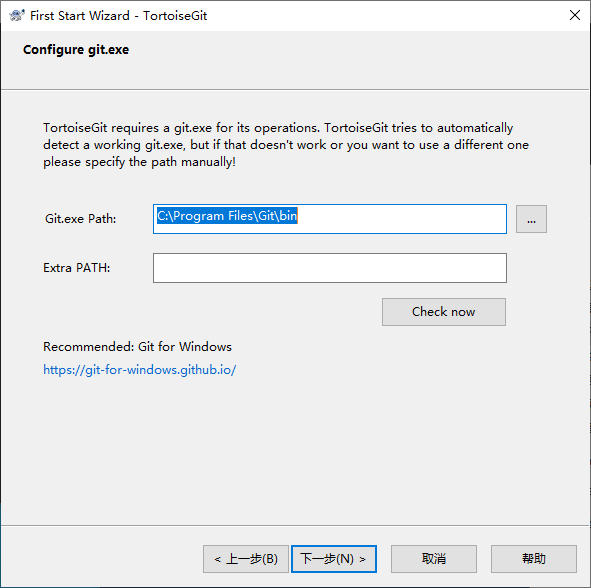 First Start Wizard - TortoiseGit
Configure git.exe
TortoiseGit requires a git.exe for its operations. TortoiseGit tries to automatically
detect a working git.exe, but if that doesn't work or you want to use a different one
please specify the path manually!
Git.exe Path:
C:\Program Files\Git\bin
...
Extra PATH:
Check now
Recommended: Git for Windows
https://git-for-windows.github.io/
< 上一步(B)
下一步(N) >
取消
帮助